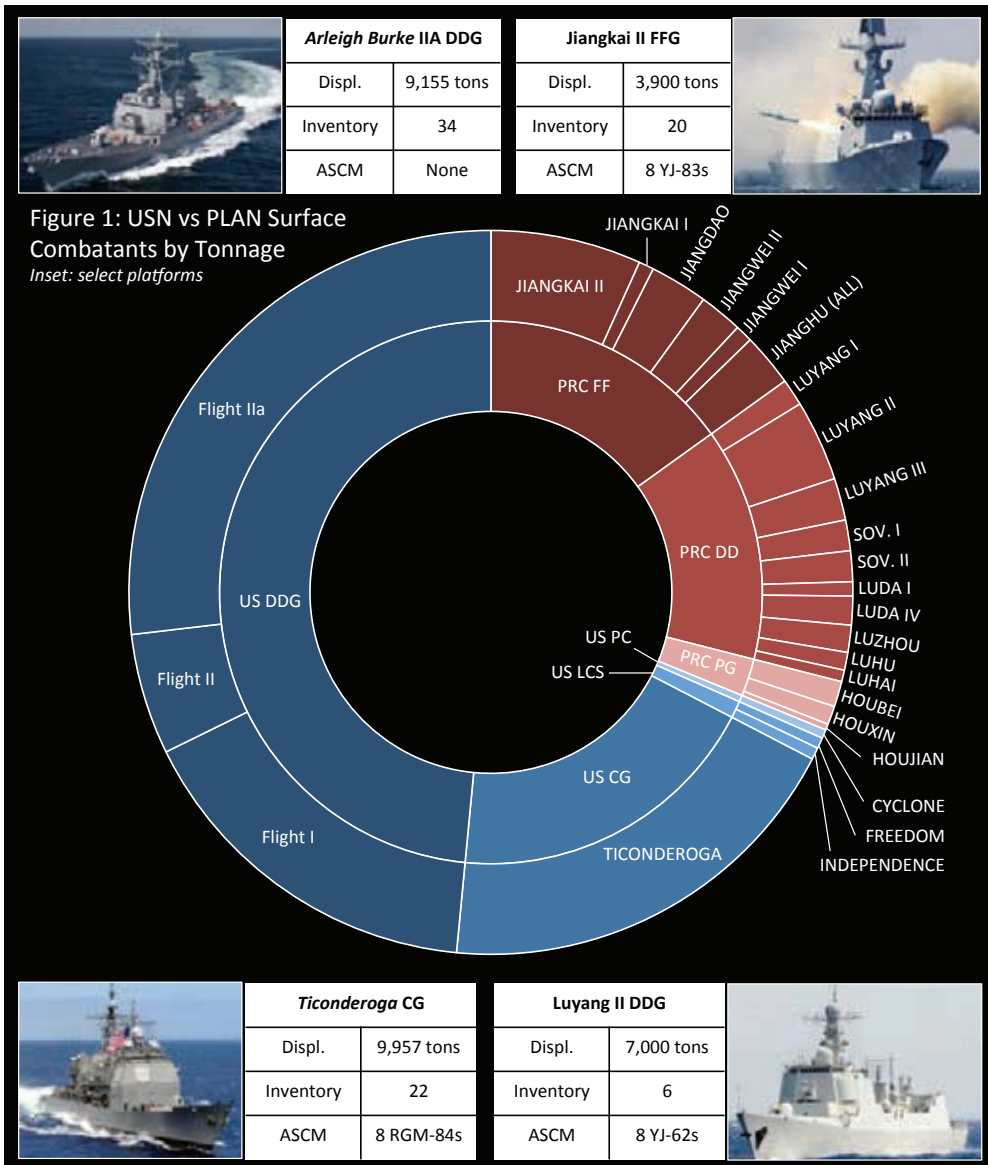 Arleigh Burke IIA DDG
Displ. 9,155 tons
Inventory 34
ASCM None
Jiangkai II FFG
Displ. 3,900 tons
Inventory 20
ASCM 8 YJ-83s
Figure 1: USN vs PLAN Surface
Combatants by Tonnage
Inset: select platforms
JIANGKAI II
JIANGKAI I
JIANGDAO
JIANGWEI II
JIANGWEI I
JIANGHU (ALL)
LUYANG I
LUYANG II
LUYANG III
SOV. I
SOV. II
LUDA I
LUDA IV
LUZHOU
LUHU
LUHAI
HOUBEI
HOUXIN
HOUJIAN
CYCLONE
FREEDOM
INDEPENDENCE
TICONDEROGA
Flight I
Flight II
Flight IIa
PRC FF
PRC DD
PRC PG
US PC
US LCS
US CG
US DDG
Ticonderoga CG
Displ. 9,957 tons
Inventory 22
ASCM 8 RGM-84s
Luyang II DDG
Displ. 7,000 tons
Inventory 6
ASCM 8 YJ-62s